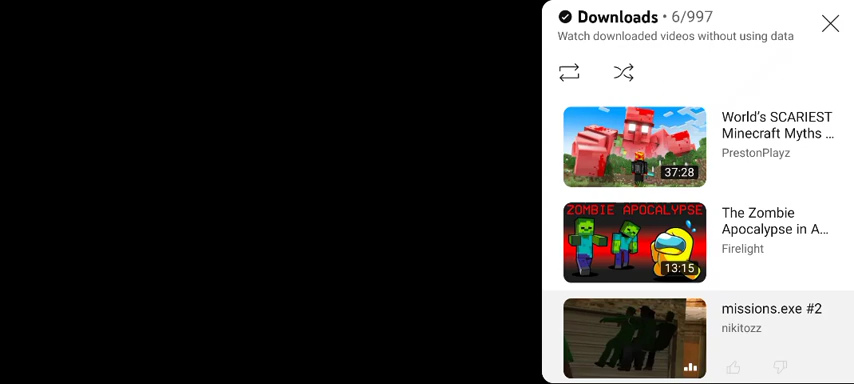 Downloads • 6/997
Watch downloaded videos without using data
World's SCARIEST
Minecraft Myths ...
PrestonPlayz
37:28
ZOMBIE APOCALYPSE
The Zombie
Apocalypse in A...
Firelight
13:15
missions.exe #2
nikitozz